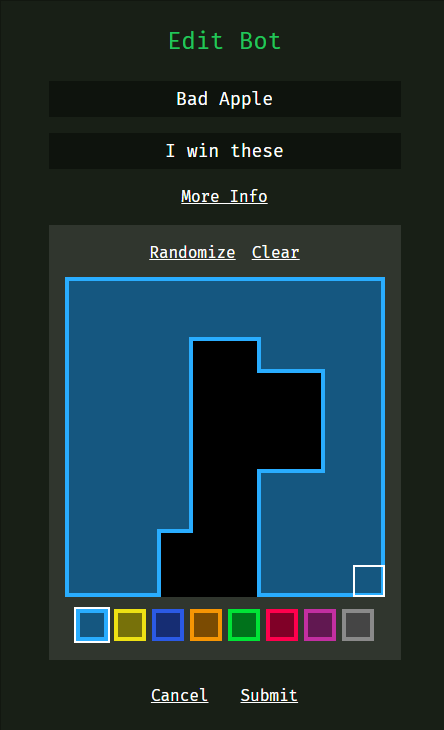 Edit Bot
Bad Apple
I win these
More Info
Randomize Clear
Cancel Submit